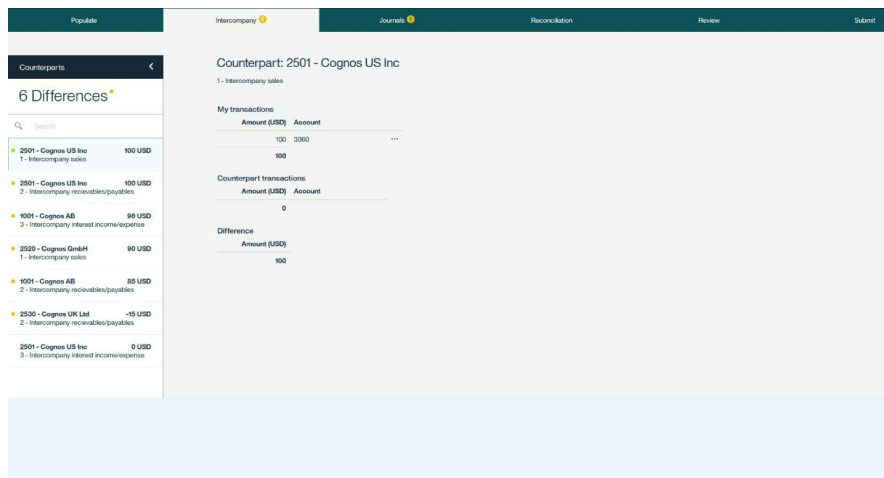 Populate
Intercompany
Journals
Reconciliation
Review
Submit
Counterparts
6 Differences
Search
2501 - Cognos US Inc 100 USD
1 - Intercompany sales
2501 - Cognos US Inc 100 USD
2 - Intercompany recievables/payables
1001 - Cognos AB 98 USD
3 - Intercompany interest income/expense
2520 - Cognos GmbH 90 USD
1 - Intercompany sales
1001 - Cognos AB 85 USD
2 - Intercompany recievables/payables
2530 - Cognos UK Ltd -15 USD
2 - Intercompany recievables/payables
2501 - Cognos US Inc 0 USD
3 - Intercompany interest income/expense
Counterpart: 2501 - Cognos US Inc
1 - Intercompany sales
My transactions
Amount (USD) Account
100 3060 ...
100
Counterpart transactions
Amount (USD) Account
0
Difference
Amount (USD)
100